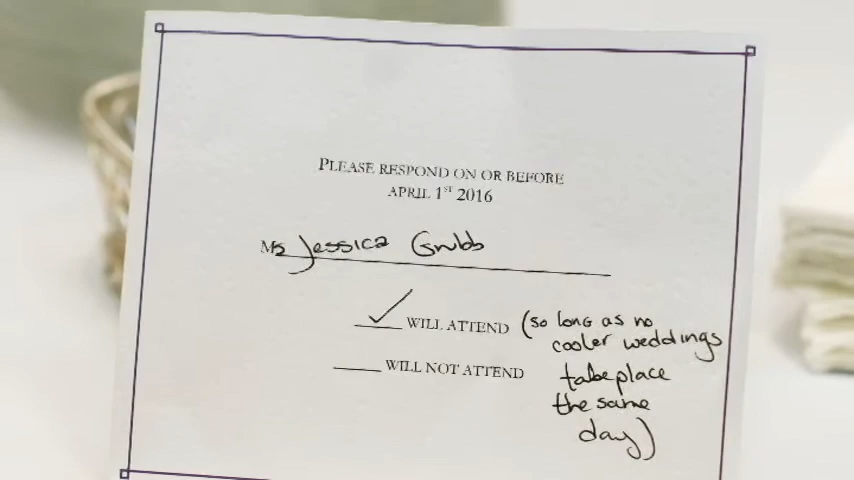 PLEASE RESPOND ON OR BEFORE
APRIL 1ST 2016
Ms Jessica Grubb
WILL ATTEND (so long as no
cooler weddings
WILL NOT ATTEND take place
the same
day)